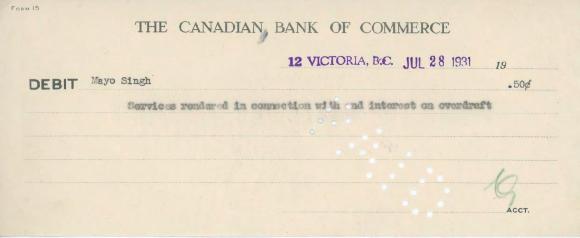 FORM 15
THE CANADIAN BANK OF COMMERCE
12 VICTORIA, B.C. JUL 28 1931 19
DEBIT Mayo Singh .50¢
Services rendered in connection with and interest on overdraft
ACCT.